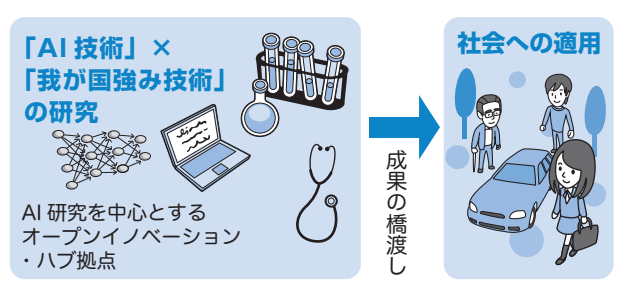 「AI 技術」×
「我が国強み技術」
の研究
AI 研究を中心とする
オープンイノベーション
・ハブ拠点
成果の橋渡し
社会への適用